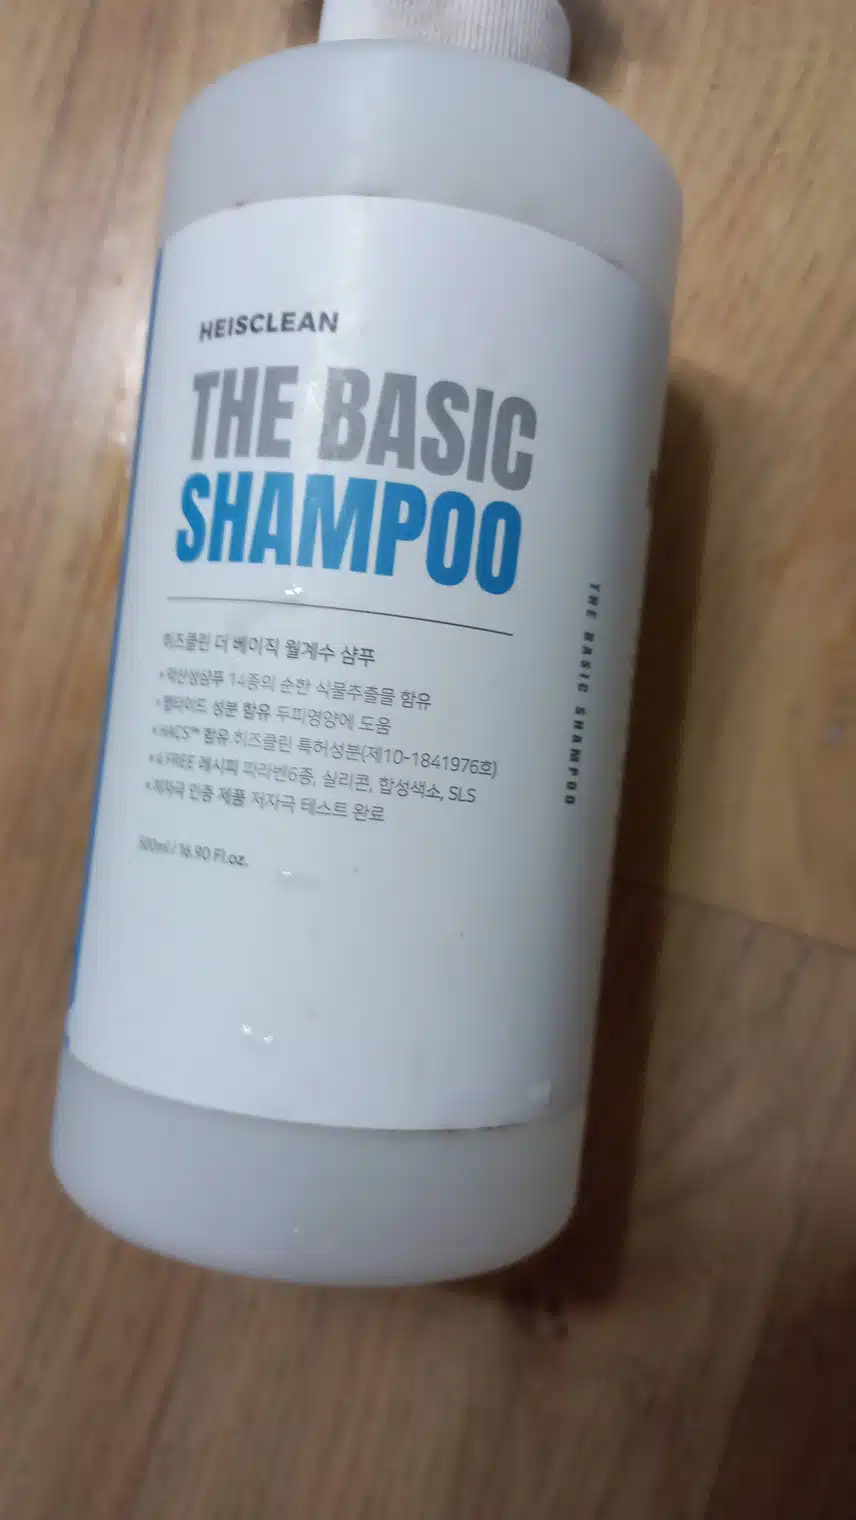 HEISCLEAN
THE BASIC
SHAMPOO
히즈클린 더 베이직 월계수 샴푸
• 약산성샴푸 14종의 순한 식물추출물 함유
• 펩타이드 성분 함유 두피영양에 도움
• HACS™ 함유 히즈클린 특허성분(제10-1841976호)
• 4 FREE 레시피 파라벤6종, 실리콘, 합성색소, SLS
• 저자극 인증 제품 저자극 테스트 완료
500ml / 16.90 Fl.oz.
THE BASIC SHAMPOO